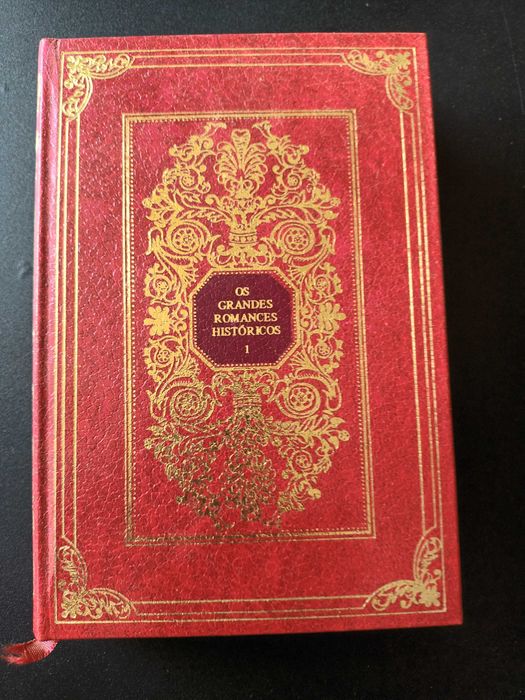 OS
GRANDES
ROMANCES
HISTÓRICOS
1